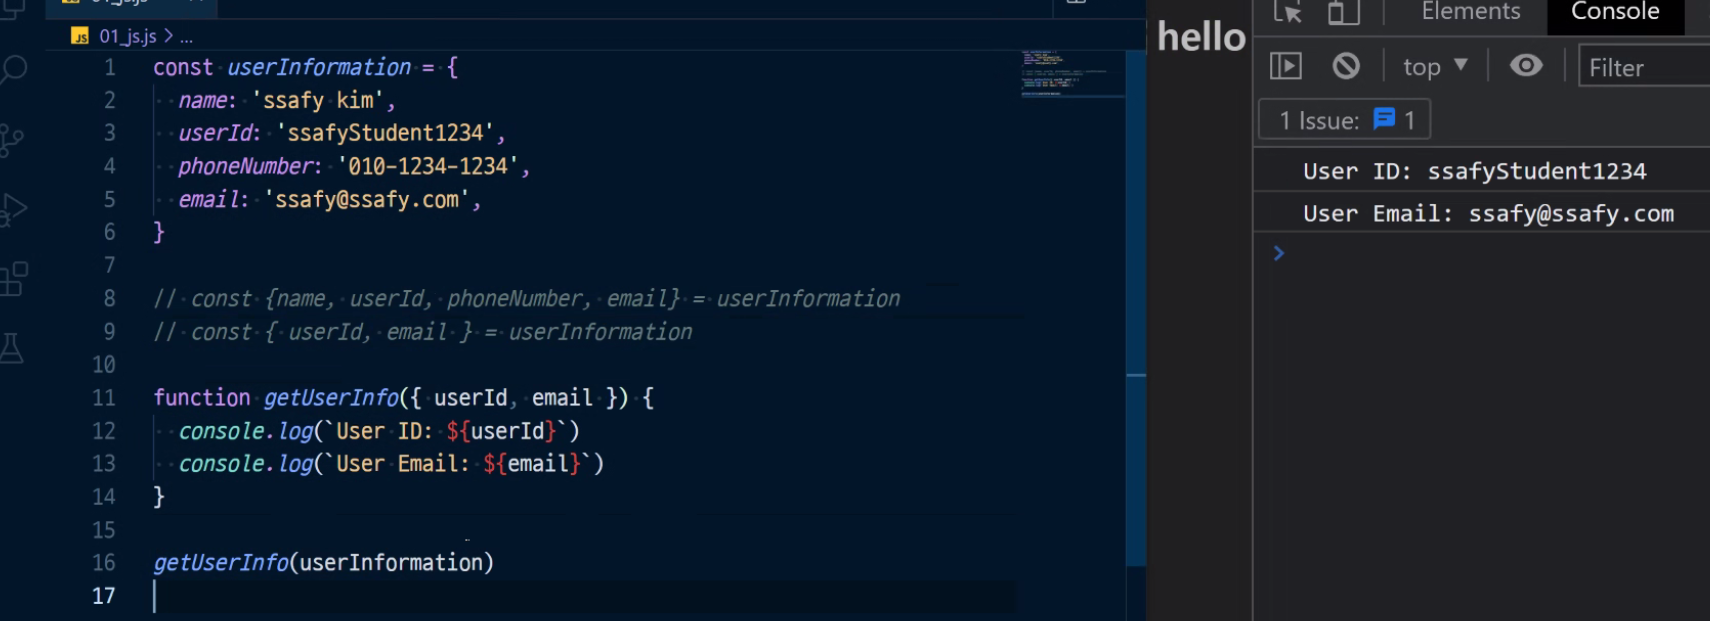 01_js.js > ...
1 const userInformation = {
2 name: 'ssafy kim',
3 userId: 'ssafyStudent1234',
4 phoneNumber: '010-1234-1234',
5 email: 'ssafy@ssafy.com',
6 }
7
8 // const {name, userId, phoneNumber, email} = userInformation
9 // const { userId, email } = userInformation
10
11 function getUserInfo({ userId, email }) {
12 console.log(`User ID: ${userId}`)
13 console.log(`User Email: ${email}`)
14 }
15
16 getUserInfo(userInformation)
17
hello
Elements Console
top Filter
1 Issue: 1
User ID: ssafyStudent1234
User Email: ssafy@ssafy.com
>